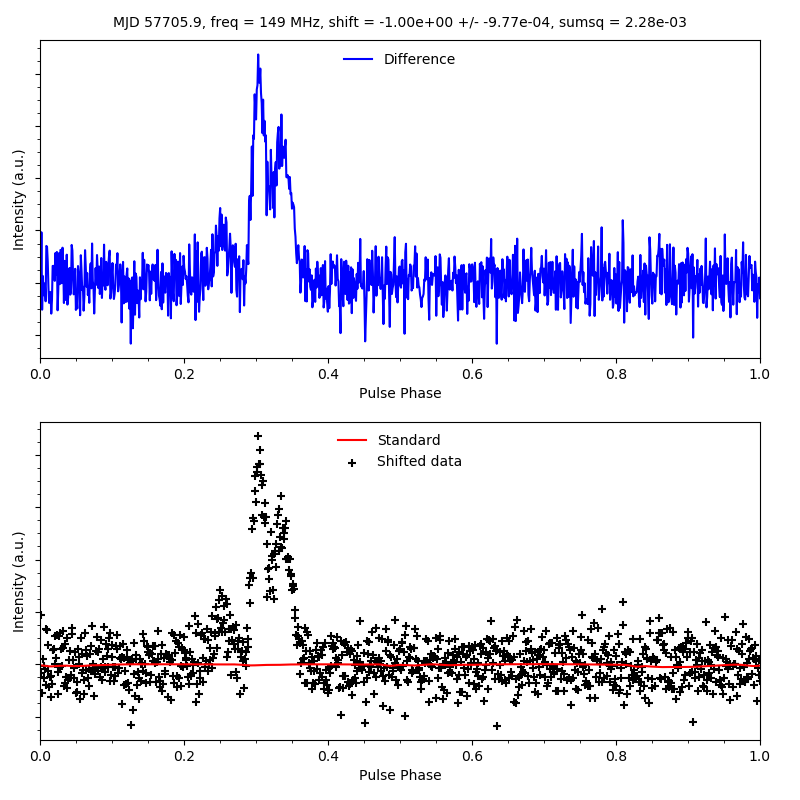 MJD 57705.9, freq = 149 MHz, shift = -1.00e+00 +/- -9.77e-04, sumsq = 2.28e-03
Difference
Intensity (a.u.)
0.0 0.2 0.4 0.6 0.8 1.0
Pulse Phase
Standard
Shifted data
Intensity (a.u.)
0.0 0.2 0.4 0.6 0.8 1.0
Pulse Phase